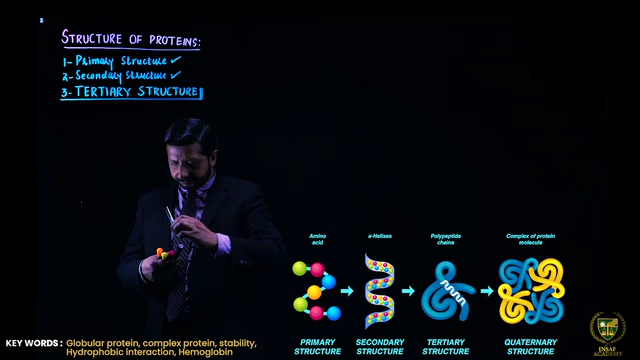 STRUCTURE OF PROTEINS:
1- Primary Structure ✓
2- Secondary Structure ✓
3- TERTIARY STRUCTURE
Amino acid
a-Helixes
Polypeptide chains
Complex of protein molecule
PRIMARY STRUCTURE
SECONDARY STRUCTURE
TERTIARY STRUCTURE
QUATERNARY STRUCTURE
KEY WORDS : Globular protein, complex protein, stability,
Hydrophobic interaction, Hemoglobin
INSAF
ACADEMY